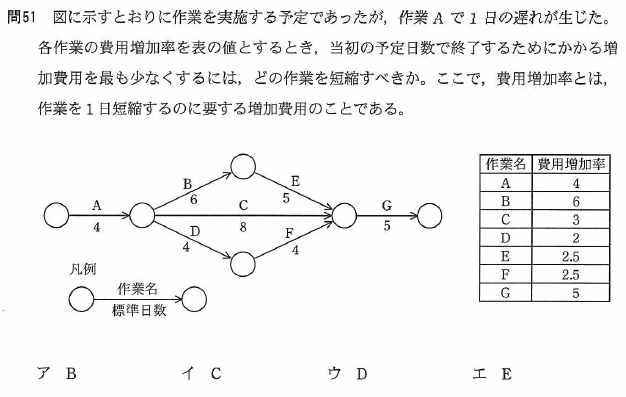 問51 図に示すとおりに作業を実施する予定であったが，作業Aで1日の遅れが生じた。
各作業の費用増加率を表の値とするとき，当初の予定日数で終了するためにかかる増
加費用を最も少なくするには，どの作業を短縮すべきか。ここで，費用増加率とは，
作業を1日短縮するのに要する増加費用のことである。
A
4
B
6
E
5
C
8
D
4
F
4
G
5
凡例
作業名
標準日数
作業名 費用増加率
A 4
B 6
C 3
D 2
E 2.5
F 2.5
G 5
ア B イ C ウ D エ E